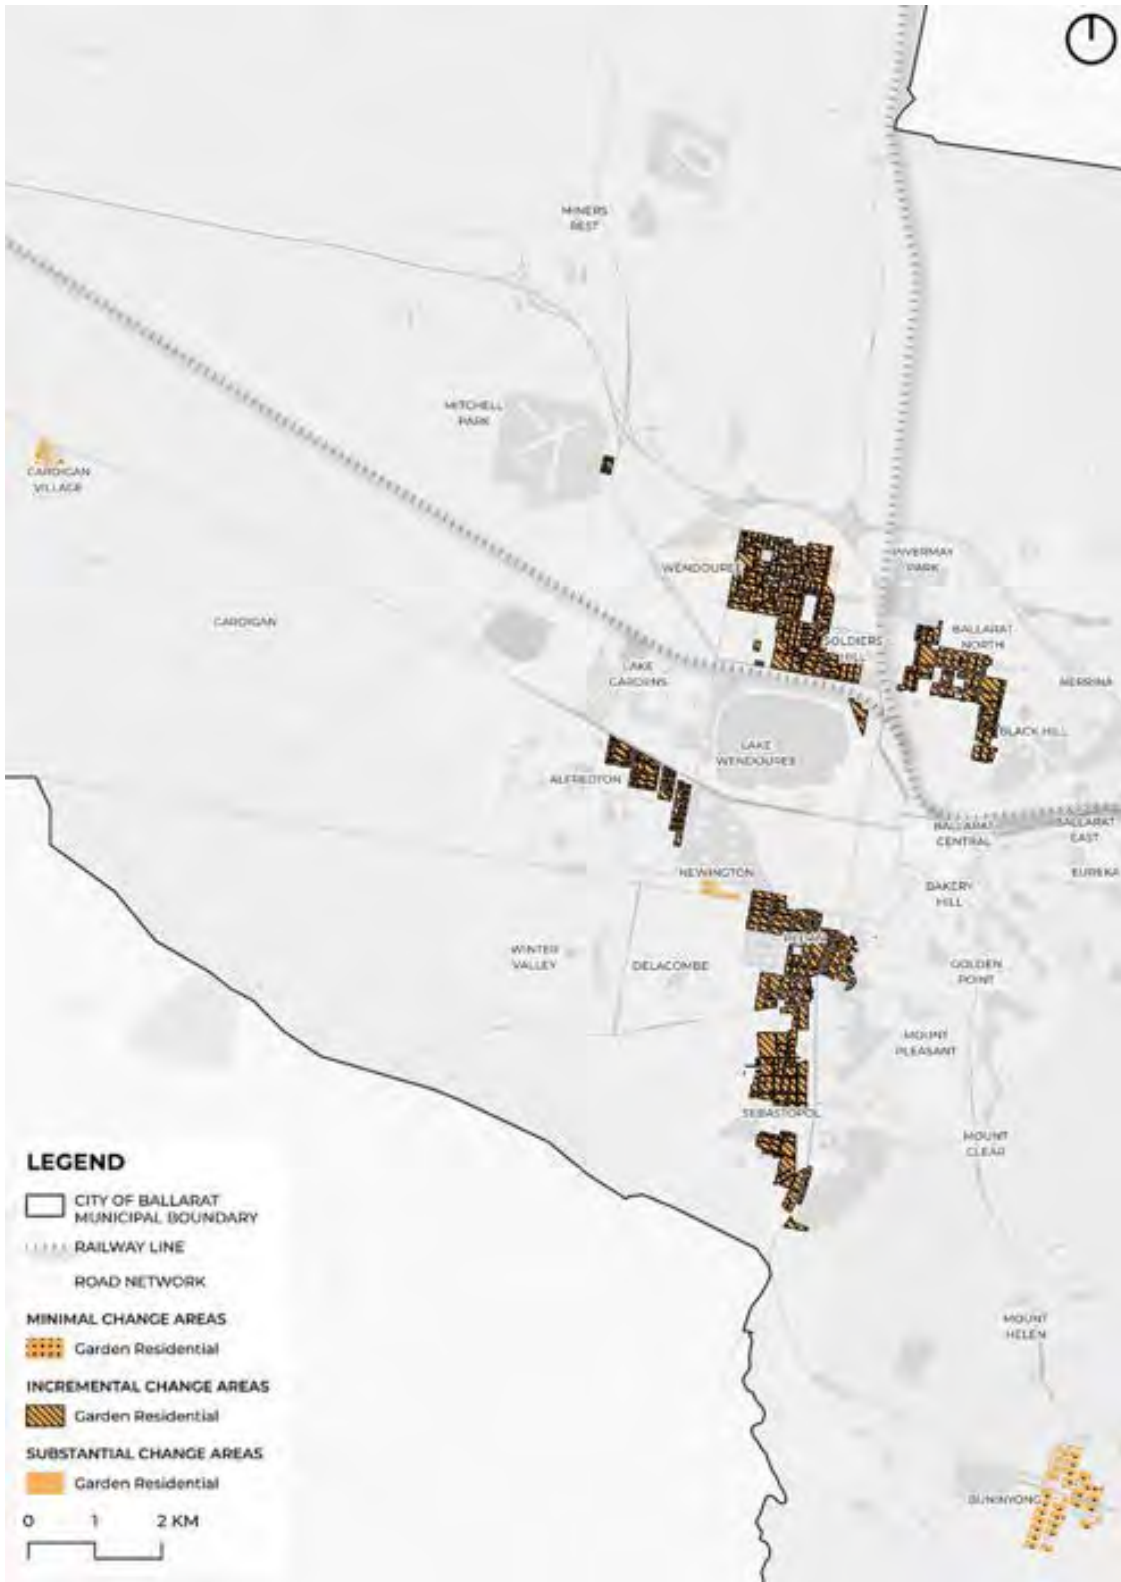 MINERS
REST
MITCHELL
PARK
CARDIGAN
VILLAGE
WENDOUREE
INVERMAY
PARK
CARDIGAN
SOLDIERS
HILL
BALLARAT
NORTH
LAKE
GARDENS
NERRINA
BLACK HILL
LAKE
WENDOUREE
ALFREDTON
BALLARAT
CENTRAL
BALLARAT
EAST
NEWINGTON
EUREKA
BAKERY
HILL
REDAN
WINTER
VALLEY
DELACOMBE
GOLDEN
POINT
MOUNT
PLEASANT
SEBASTOPOL
MOUNT
CLEAR
MOUNT
HELEN
BUNINYONG
LEGEND
CITY OF BALLARAT
MUNICIPAL BOUNDARY
RAILWAY LINE
ROAD NETWORK
MINIMAL CHANGE AREAS
Garden Residential
INCREMENTAL CHANGE AREAS
Garden Residential
SUBSTANTIAL CHANGE AREAS
Garden Residential
0 1 2 KM